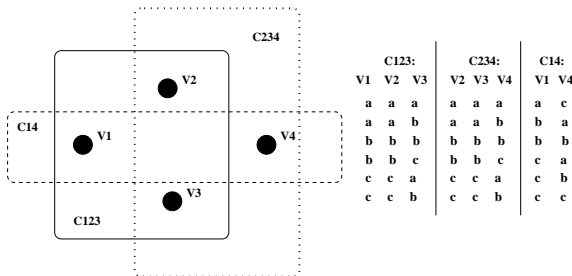 C234
V2
C14
V1
V4
V3
C123
C123: C234: C14:
V1 V2 V3 V2 V3 V4 V1 V4
a a a a a a a c
a a b a a b b a
b b b b b b b b
b b c b b c c a
c c a c c a c b
c c b c c b c c